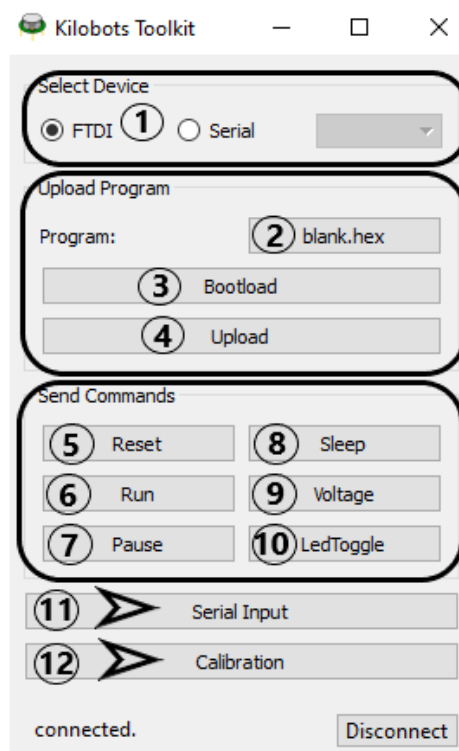 Kilobots Toolkit
Select Device
FTDI 1 Serial
Upload Program
Program: 2 blank.hex
3 Bootload
4 Upload
Send Commands
5 Reset 8 Sleep
6 Run 9 Voltage
7 Pause 10 LedToggle
11 Serial Input
12 Calibration
connected. Disconnect